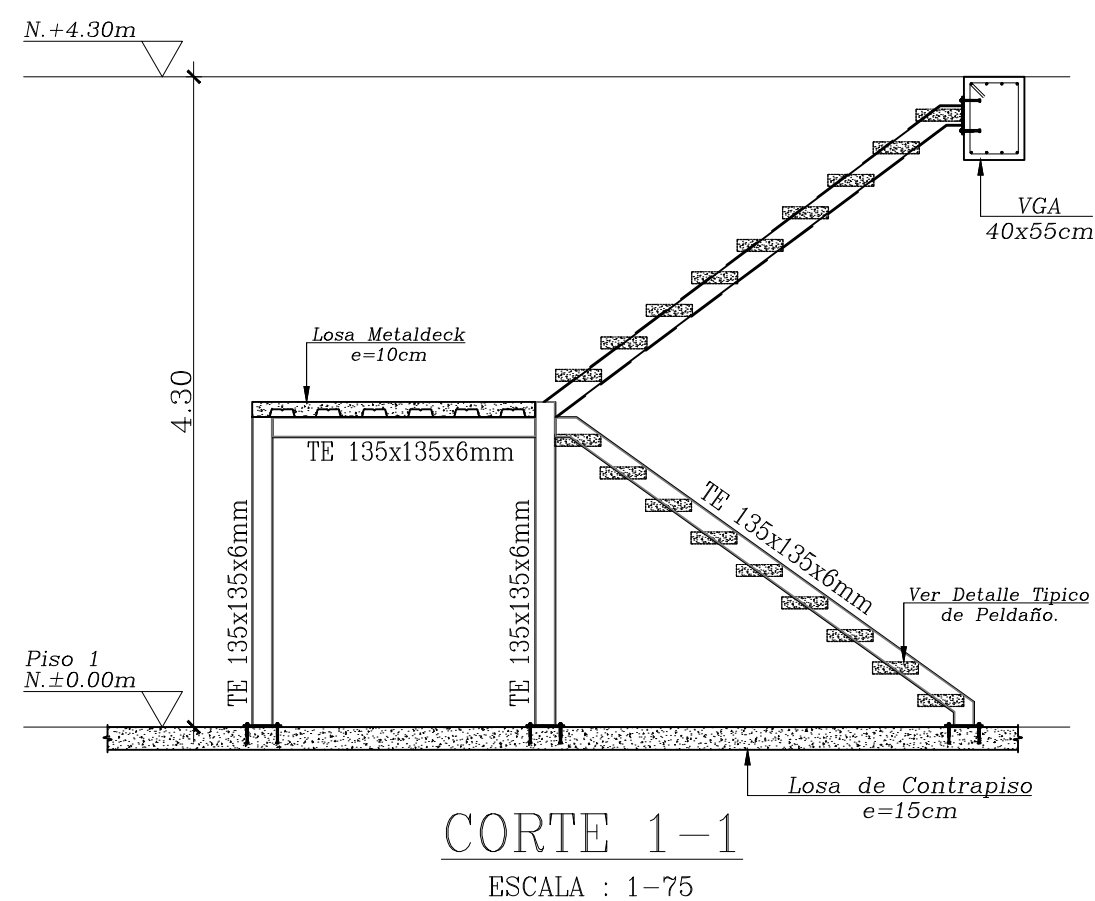 N.+4.30m
VGA
40x55cm
Losa Metaldeck
e=10cm
4.30
TE 135x135x6mm
TE 135x135x6mm
TE 135x135x6mm
TE 135x135x6mm
Ver Detalle Tipico
de Peldaño.
Piso 1
N.±0.00m
Losa de Contrapiso
e=15cm
CORTE 1-1
ESCALA : 1-75